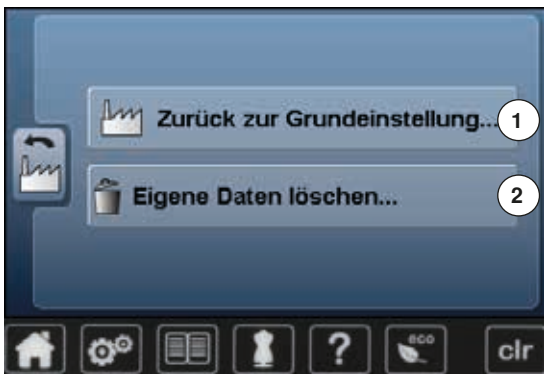 Zurück zur Grundeinstellung... 1
Eigene Daten löschen... 2
? eco clr